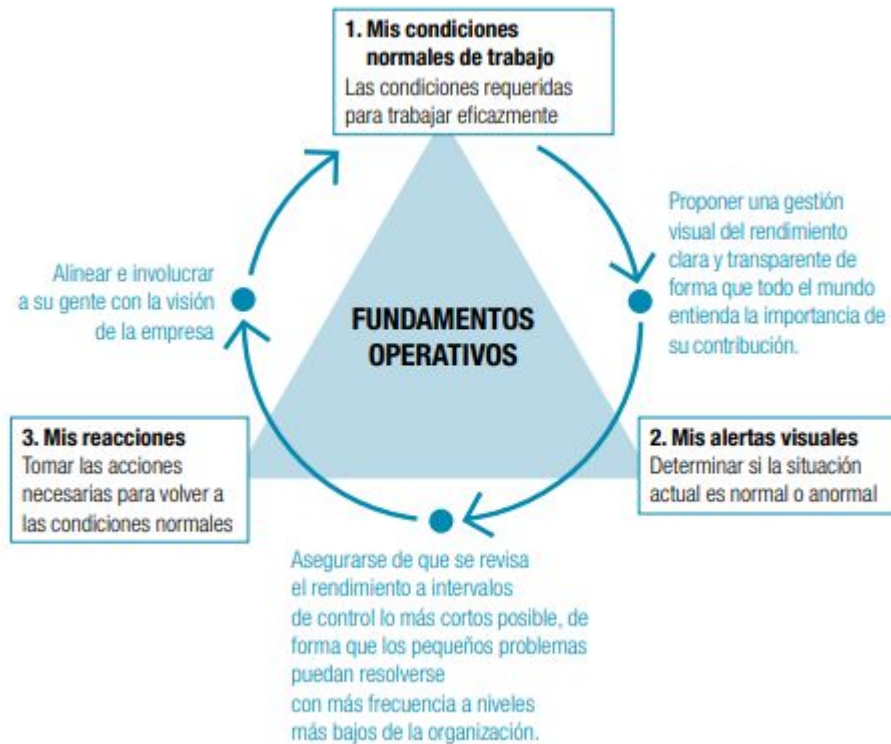 1. Mis condiciones
normales de trabajo
Las condiciones requeridas
para trabajar eficazmente
Proponer una gestión
visual del rendimiento
clara y transparente de
forma que todo el mundo
entienda la importancia de
su contribución.
Alinear e involucrar
a su gente con la visión
de la empresa
FUNDAMENTOS
OPERATIVOS
3. Mis reacciones
Tomar las acciones
necesarias para volver a
las condiciones normales
2. Mis alertas visuales
Determinar si la situación
actual es normal o anormal
Asegurarse de que se revisa
el rendimiento a intervalos
de control lo más cortos posible, de
forma que los pequeños problemas
puedan resolverse
con más frecuencia a niveles
más bajos de la organización.